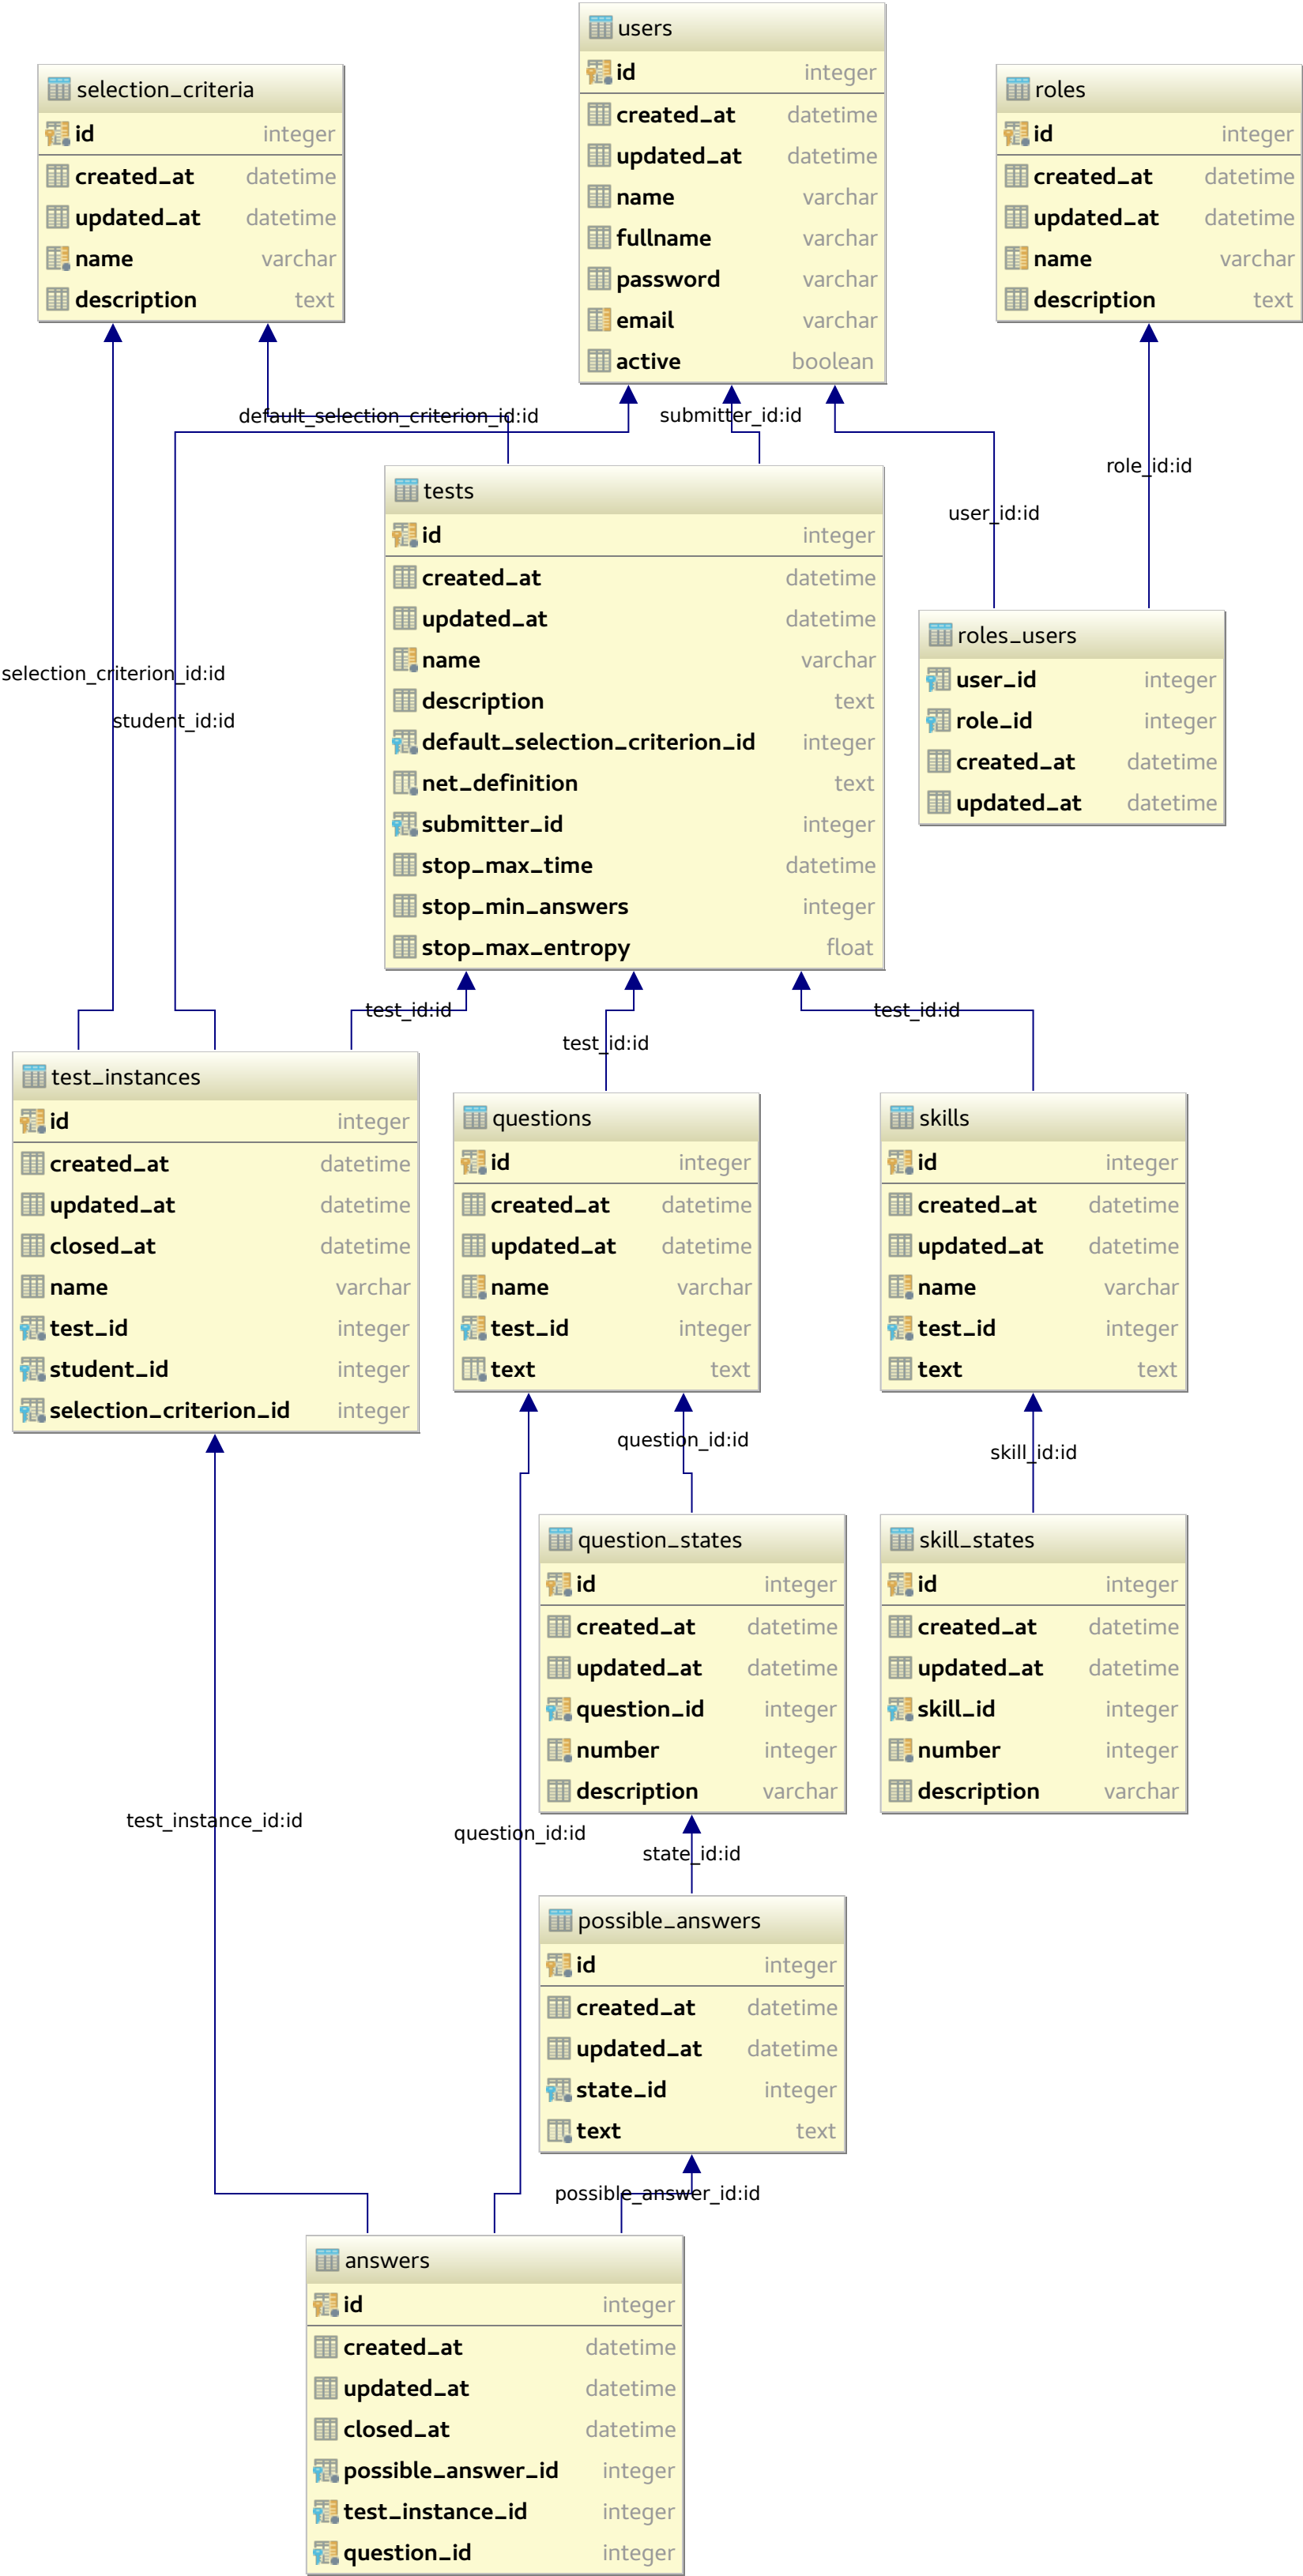 users
id integer
created_at datetime
updated_at datetime
name varchar
fullname varchar
password varchar
email varchar
active boolean
selection_criteria
id integer
created_at datetime
updated_at datetime
name varchar
description text
roles
id integer
created_at datetime
updated_at datetime
name varchar
description text
default_selection_criterion_id:id
submitter_id:id
role_id:id
user_id:id
tests
id integer
created_at datetime
updated_at datetime
name varchar
description text
default_selection_criterion_id integer
net_definition text
submitter_id integer
stop_max_time datetime
stop_min_answers integer
stop_max_entropy float
roles_users
user_id integer
role_id integer
created_at datetime
updated_at datetime
selection_criterion_id:id
student_id:id
test_id:id
test_id:id
test_id:id
test_instances
id integer
created_at datetime
updated_at datetime
closed_at datetime
name varchar
test_id integer
student_id integer
selection_criterion_id integer
questions
id integer
created_at datetime
updated_at datetime
name varchar
test_id integer
text text
skills
id integer
created_at datetime
updated_at datetime
name varchar
test_id integer
text text
question_id:id
skill_id:id
question_states
id integer
created_at datetime
updated_at datetime
question_id integer
number integer
description varchar
skill_states
id integer
created_at datetime
updated_at datetime
skill_id integer
number integer
description varchar
test_instance_id:id
question_id:id
state_id:id
possible_answers
id integer
created_at datetime
updated_at datetime
state_id integer
text text
possible_answer_id:id
answers
id integer
created_at datetime
updated_at datetime
closed_at datetime
possible_answer_id integer
test_instance_id integer
question_id integer